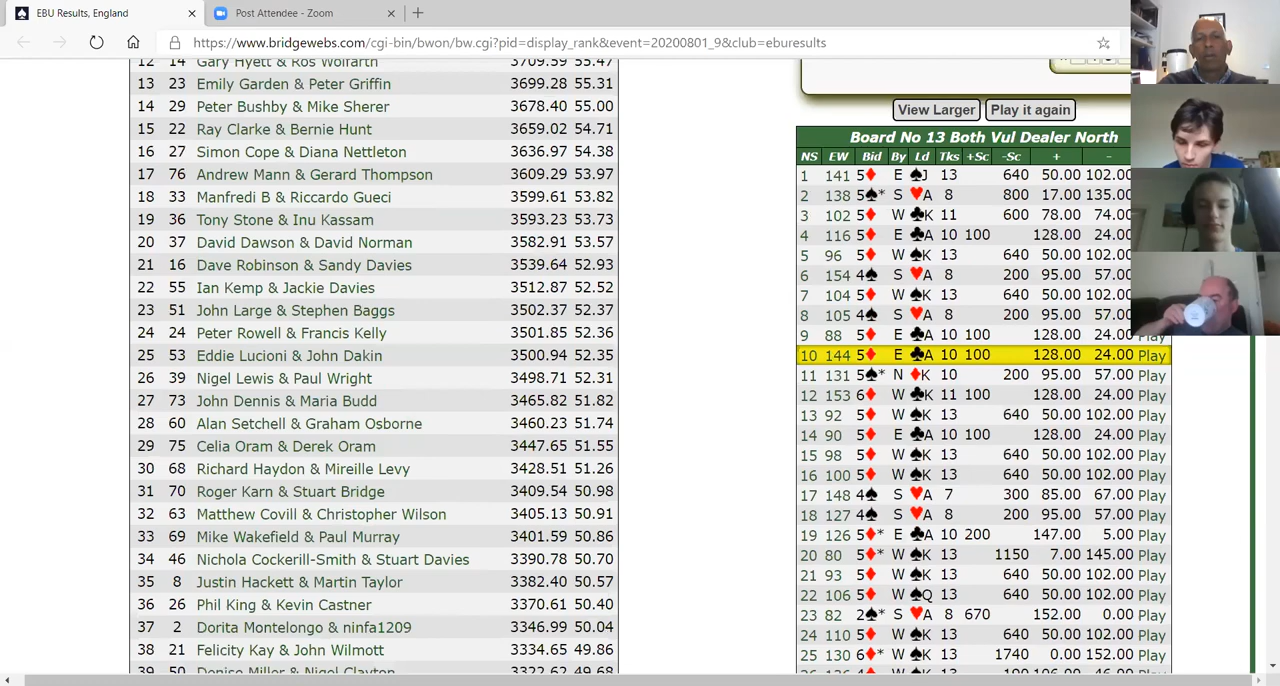 EBU Results, England
Post Attendee - Zoom
https://www.bridgewebs.com/cgi-bin/bwon/bw.cgi?pid=display_rank&event=20200801_9&club=eburesults
12 14 Gary Hyett & Ros Wolfarth 3709.59 55.47
13 23 Emily Garden & Peter Griffin 3699.28 55.31
14 29 Peter Bushby & Mike Sherer 3678.40 55.00
15 22 Ray Clarke & Bernie Hunt 3659.02 54.71
16 27 Simon Cope & Diana Nettleton 3636.97 54.38
17 76 Andrew Mann & Gerard Thompson 3609.29 53.97
18 33 Manfredi B & Riccardo Gueci 3599.61 53.82
19 36 Tony Stone & Inu Kassam 3593.23 53.73
20 37 David Dawson & David Norman 3582.91 53.57
21 16 Dave Robinson & Sandy Davies 3539.64 52.93
22 55 Ian Kemp & Jackie Davies 3512.87 52.52
23 51 John Large & Stephen Baggs 3502.37 52.37
24 24 Peter Rowell & Francis Kelly 3501.85 52.36
25 53 Eddie Lucioni & John Dakin 3500.94 52.35
26 39 Nigel Lewis & Paul Wright 3498.71 52.31
27 73 John Dennis & Maria Budd 3465.82 51.82
28 60 Alan Setchell & Graham Osborne 3460.23 51.74
29 75 Celia Oram & Derek Oram 3447.65 51.55
30 68 Richard Haydon & Mireille Levy 3428.51 51.26
31 70 Roger Karn & Stuart Bridge 3409.54 50.98
32 63 Matthew Covill & Christopher Wilson 3405.13 50.91
33 69 Mike Wakefield & Paul Murray 3401.59 50.86
34 46 Nichola Cockerill-Smith & Stuart Davies 3390.78 50.70
35 8 Justin Hackett & Martin Taylor 3382.40 50.57
36 26 Phil King & Kevin Castner 3370.61 50.40
37 2 Dorita Montelongo & ninfa1209 3346.99 50.04
38 21 Felicity Kay & John Wilmott 3334.65 49.86
39 50 Denise Miller & Nigel Clayton 3322.62 49.68
View Larger Play it again
Board No 13 Both Vul Dealer North
NS EW Bid By Ld Tks +Sc -Sc + -
1 141 5♦ E ♠J 13 640 50.00 102.00
2 138 5♠* S ♥A 8 800 17.00 135.00
3 102 5♦ W ♣K 11 600 78.00 74.00
4 116 5♦ E ♣A 10 100 128.00 24.00
5 96 5♦ W ♠K 13 640 50.00 102.00
6 154 4♠ S ♥A 8 200 95.00 57.00
7 104 5♦ W ♠K 13 640 50.00 102.00
8 105 4♠ S ♥A 8 200 95.00 57.00
9 88 5♦ E ♣A 10 100 128.00 24.00 Play
10 144 5♦ E ♣A 10 100 128.00 24.00 Play
11 131 5♠* N ♦K 10 200 95.00 57.00 Play
12 153 6♦ W ♣K 11 100 128.00 24.00 Play
13 92 5♦ W ♠K 13 640 50.00 102.00 Play
14 90 5♦ E ♣A 10 100 128.00 24.00 Play
15 98 5♦ W ♠K 13 640 50.00 102.00 Play
16 100 5♦ W ♠K 13 640 50.00 102.00 Play
17 148 4♠ S ♥A 7 300 85.00 67.00 Play
18 127 4♠ S ♥A 8 200 95.00 57.00 Play
19 126 5♦* E ♣A 10 200 147.00 5.00 Play
20 80 5♦* W ♠K 13 1150 7.00 145.00 Play
21 93 5♦ W ♠K 13 640 50.00 102.00 Play
22 106 5♦ W ♠Q 13 640 50.00 102.00 Play
23 82 2♠* S ♥A 8 670 152.00 0.00 Play
24 110 5♦ W ♠K 13 640 50.00 102.00 Play
25 130 6♦* W ♠K 13 1740 0.00 152.00 Play